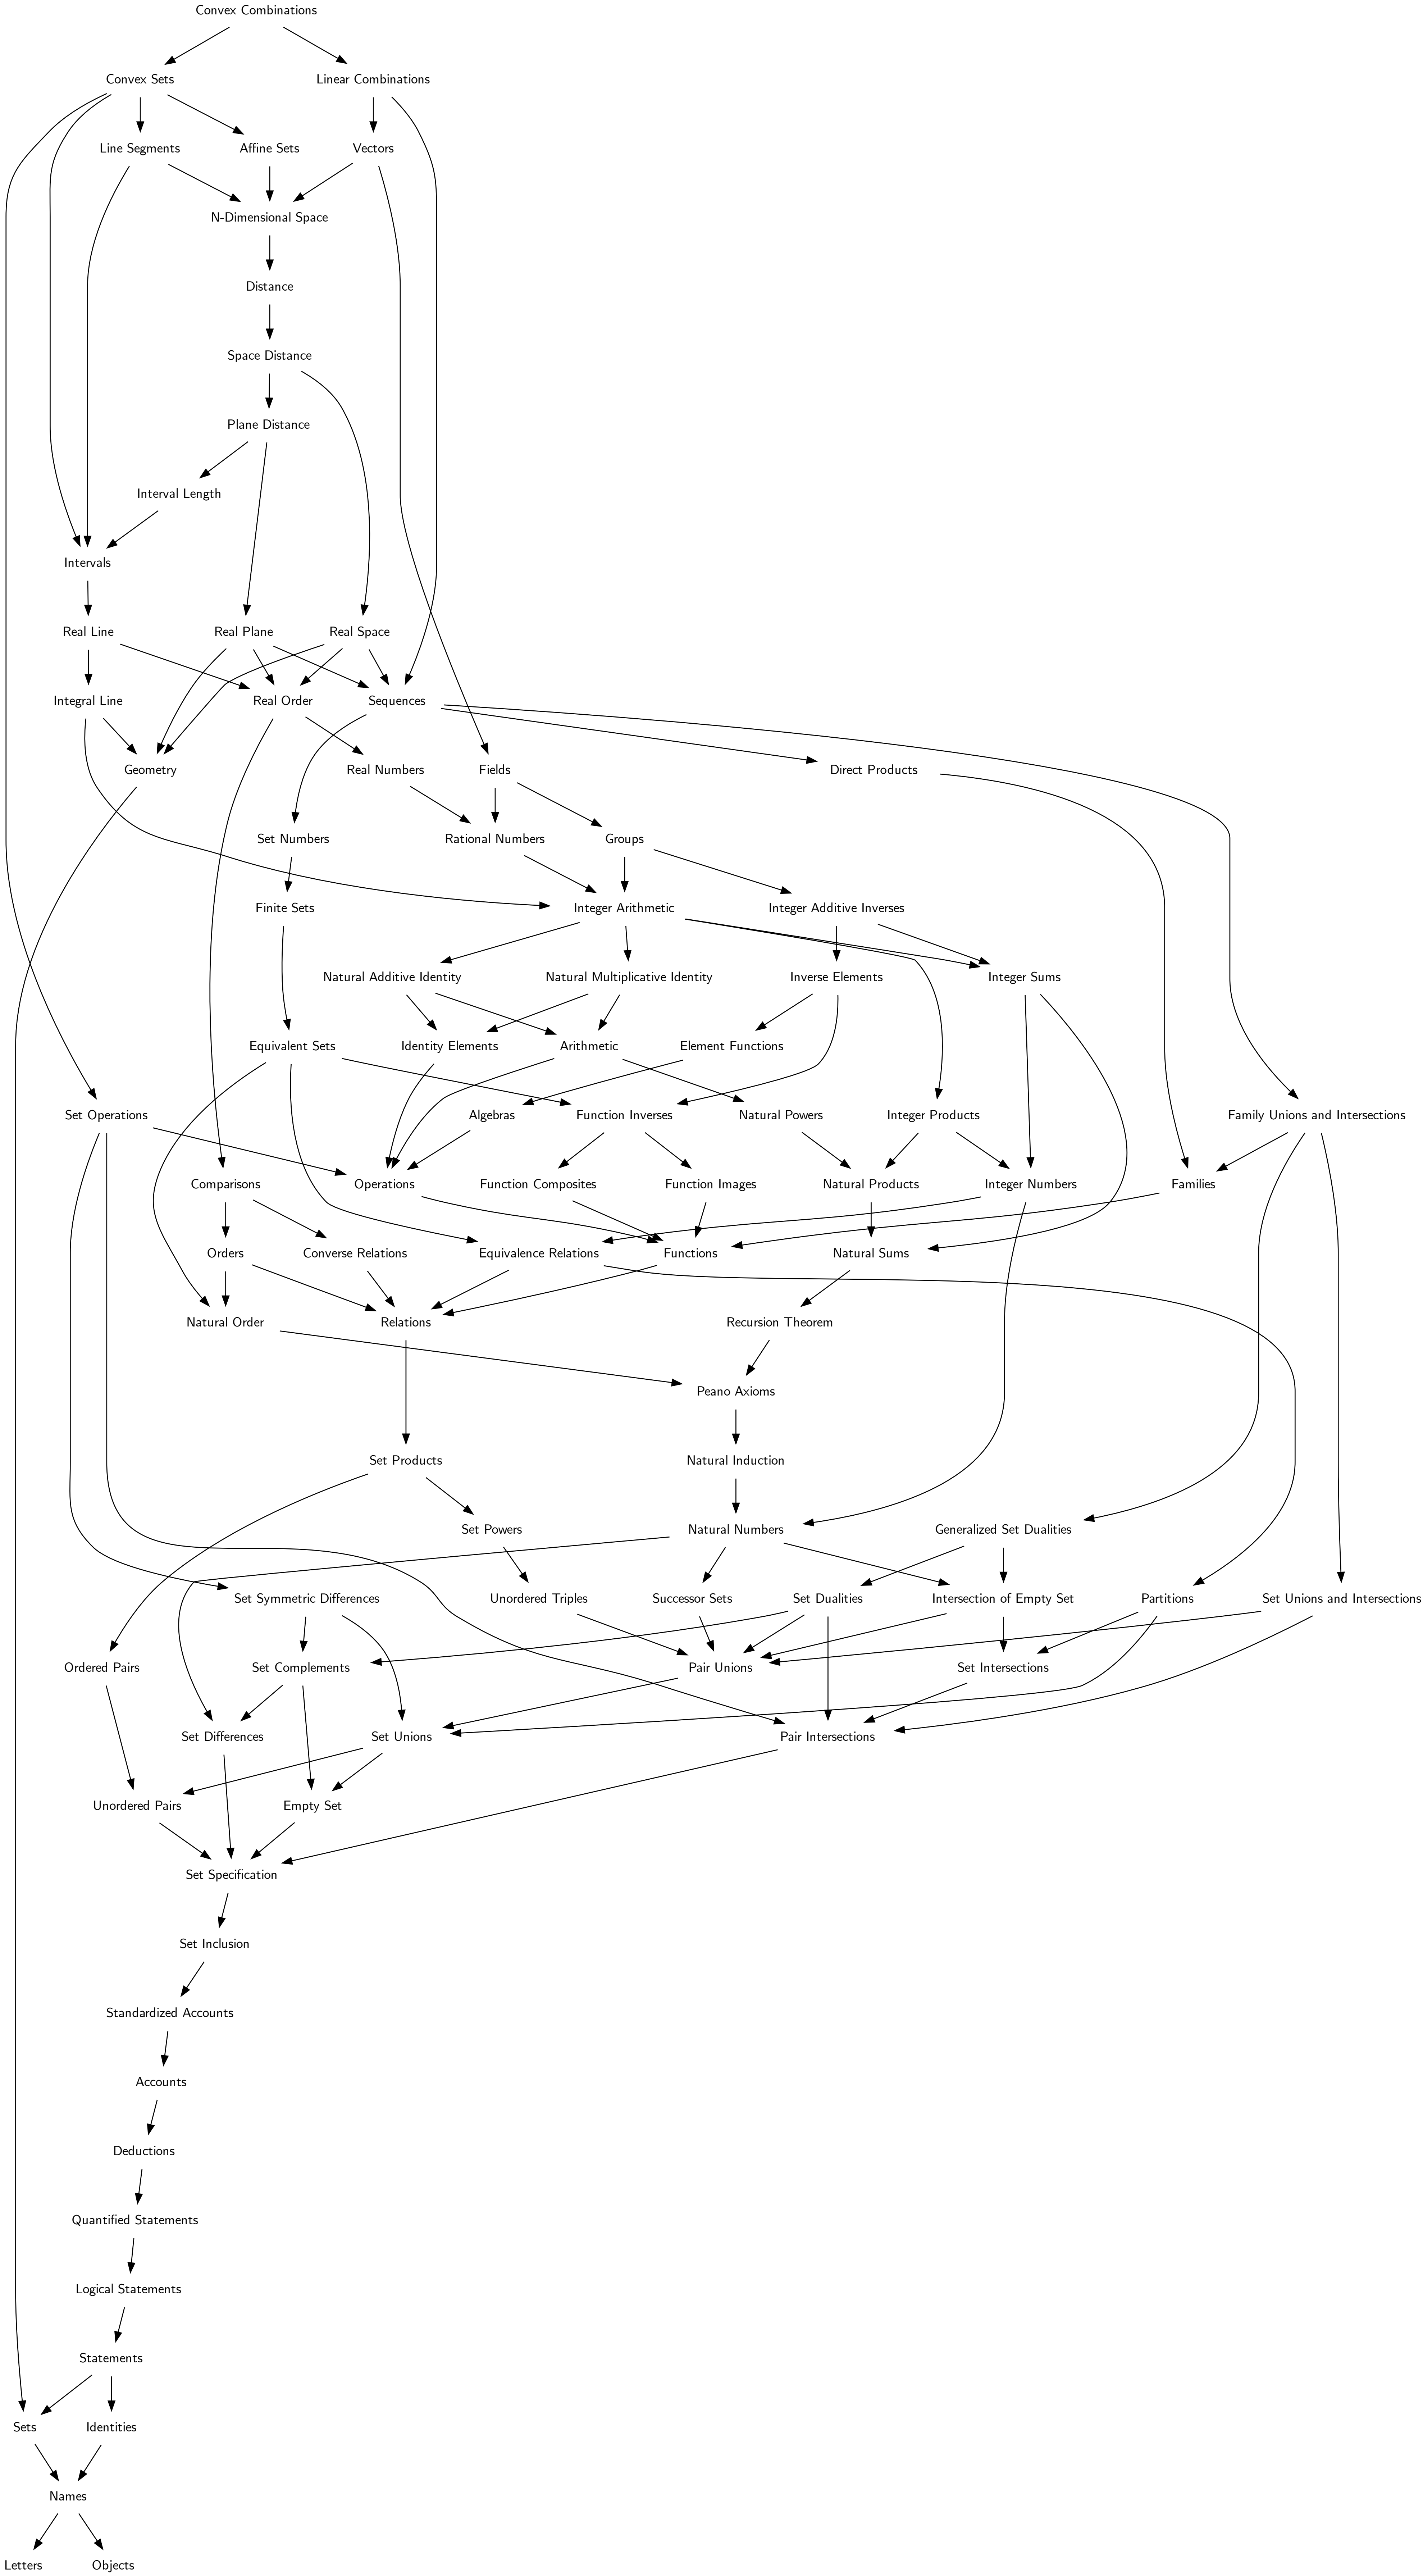 Convex Combinations
Convex Sets
Linear Combinations
Line Segments
Affine Sets
Vectors
N-Dimensional Space
Distance
Space Distance
Plane Distance
Interval Length
Intervals
Real Line
Real Plane
Real Space
Integral Line
Real Order
Sequences
Geometry
Real Numbers
Fields
Direct Products
Set Numbers
Rational Numbers
Groups
Finite Sets
Integer Arithmetic
Integer Additive Inverses
Natural Additive Identity
Natural Multiplicative Identity
Inverse Elements
Integer Sums
Equivalent Sets
Identity Elements
Arithmetic
Element Functions
Set Operations
Algebras
Function Inverses
Natural Powers
Integer Products
Family Unions and Intersections
Comparisons
Operations
Function Composites
Function Images
Natural Products
Integer Numbers
Families
Orders
Converse Relations
Equivalence Relations
Functions
Natural Sums
Natural Order
Relations
Recursion Theorem
Peano Axioms
Set Products
Natural Induction
Set Powers
Natural Numbers
Generalized Set Dualities
Set Symmetric Differences
Unordered Triples
Successor Sets
Set Dualities
Intersection of Empty Set
Partitions
Set Unions and Intersections
Ordered Pairs
Set Complements
Pair Unions
Set Intersections
Set Differences
Set Unions
Pair Intersections
Unordered Pairs
Empty Set
Set Specification
Set Inclusion
Standardized Accounts
Accounts
Deductions
Quantified Statements
Logical Statements
Statements
Sets
Identities
Names
Letters
Objects